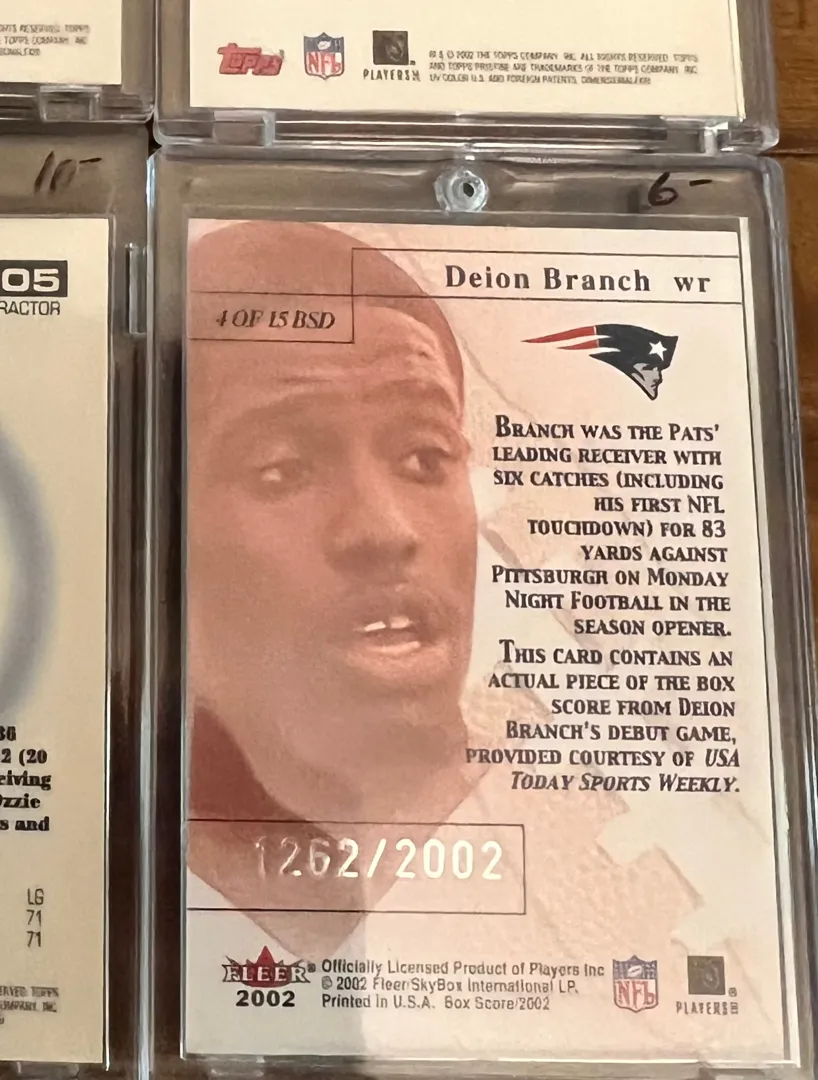 Topps
NFL
PLAYERS
® & © 2002 THE TOPPS COMPANY, INC. ALL RIGHTS RESERVED. TOPPS
AND TOPPS PRISTINE ARE TRADEMARKS OF THE TOPPS COMPANY, INC.
10-
6-
05
RACTOR
Deion Branch WR
4 OF 15 BSD
BRANCH WAS THE PATS'
LEADING RECEIVER WITH
SIX CATCHES (INCLUDING
HIS FIRST NFL
TOUCHDOWN) FOR 83
YARDS AGAINST
PITTSBURGH ON MONDAY
NIGHT FOOTBALL IN THE
SEASON OPENER.
THIS CARD CONTAINS AN
ACTUAL PIECE OF THE BOX
SCORE FROM DEION
BRANCH'S DEBUT GAME,
PROVIDED COURTESY OF USA
TODAY SPORTS WEEKLY.
1262/2002
2 (20
eiving
Ozzie
s and
LG
71
71
FLEER®
2002
Officially Licensed Product of Players Inc
© 2002 Fleer/SkyBox International LP.
Printed in U.S.A. Box Score/2002
NFL
PLAYERS